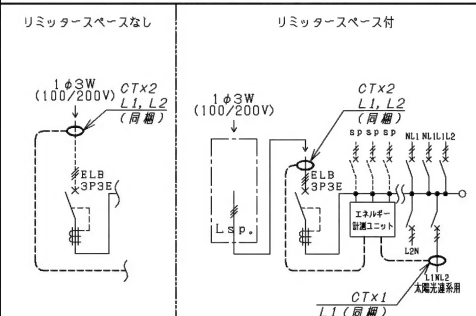 リミッタースペースなし
リミッタースペース付
1φ3W
(100/200V)
CT×2
L1, L2
(同梱)
ELB
3P3E
1φ3W
(100/200V)
CT×2
L1, L2
(同梱)
Lsp.
ELB
3P3E
sp sp sp
NL1 NL1L1L2
エネルギー
計測ユニット
L2N
L1NL2
太陽光連系用
CT×1
L1(同梱)